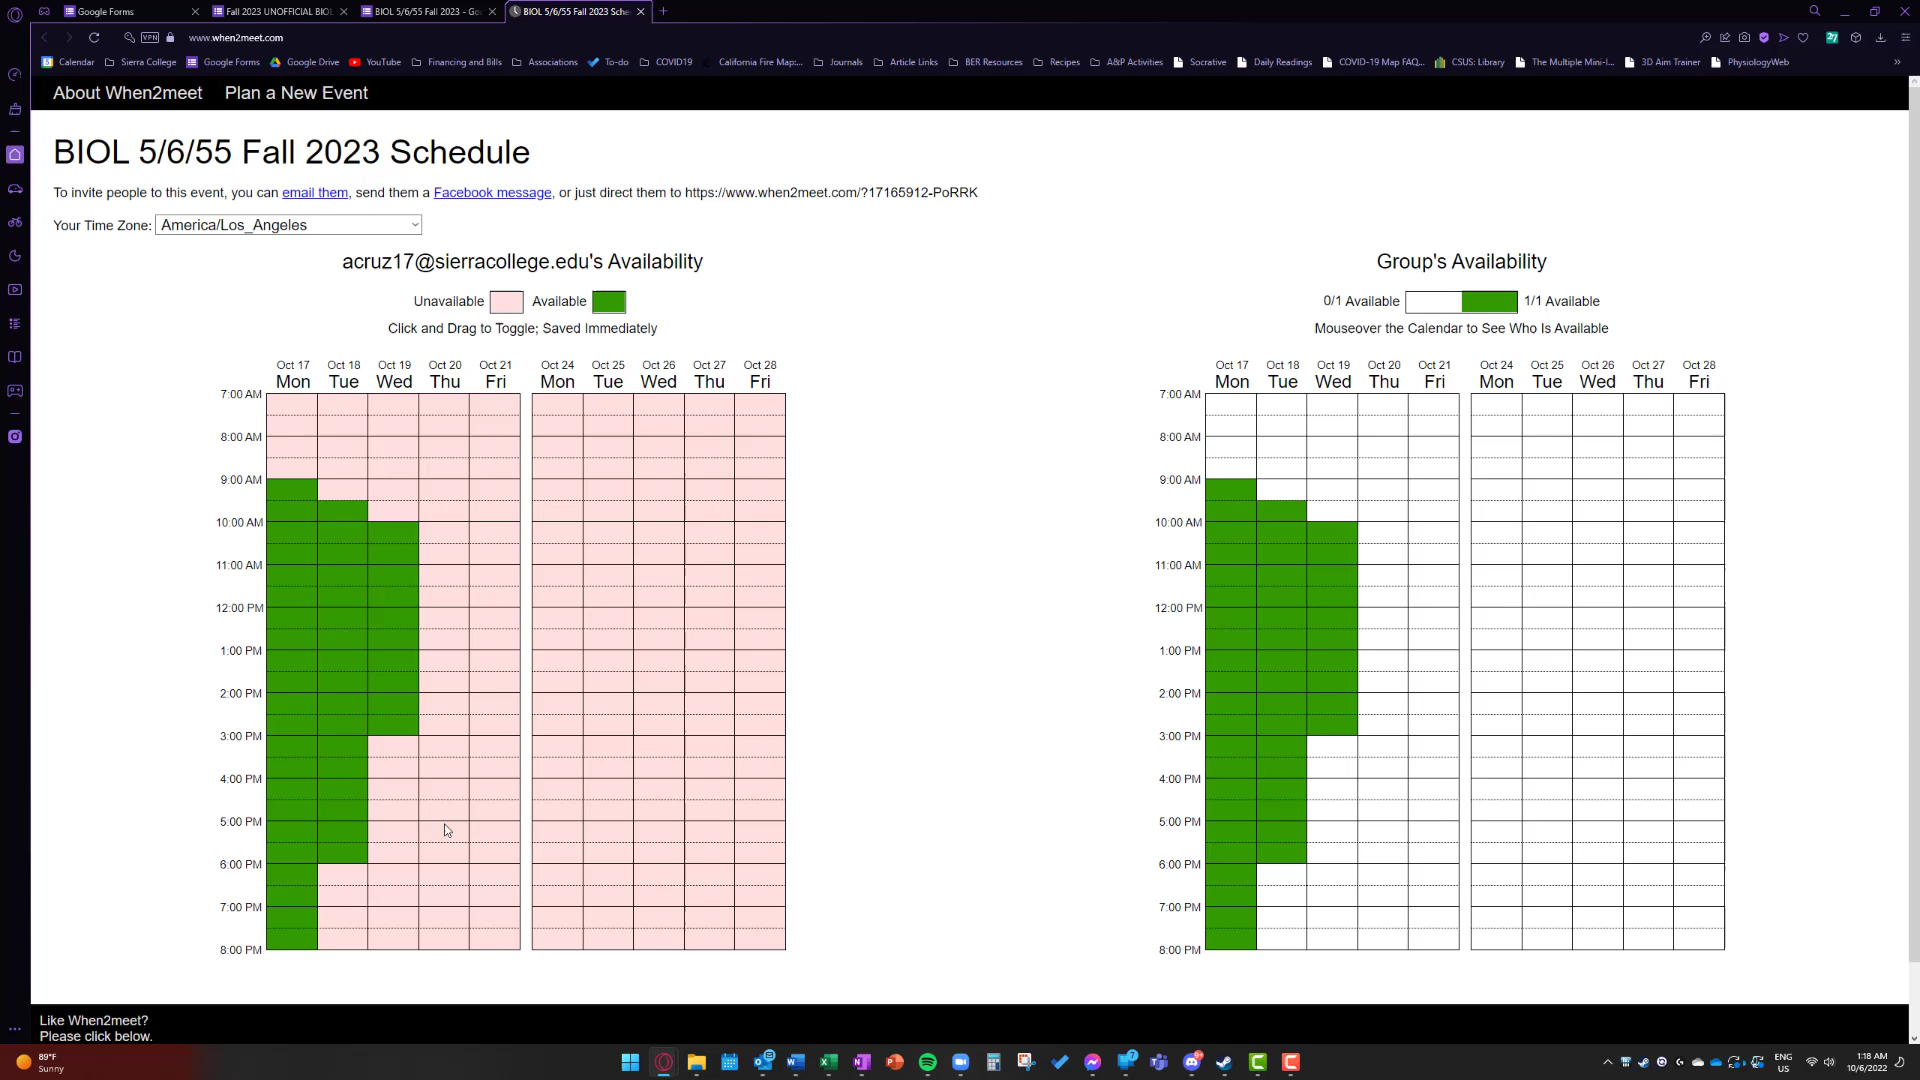 Google Forms
Fall 2023 UNOFFICIAL BIOL
BIOL 5/6/55 Fall 2023 - Go
BIOL 5/6/55 Fall 2023 Sche
VPN
www.when2meet.com
Calendar Sierra College Google Forms Google Drive YouTube Financing and Bills Associations To-do COVID19 California Fire Map:... Journals Article Links BER Resources Recipes A&P Activities Socrative Daily Readings COVID-19 Map FAQ... CSUS: Library The Multiple Mini-I... 3D Aim Trainer PhysiologyWeb
About When2meet Plan a New Event
BIOL 5/6/55 Fall 2023 Schedule
To invite people to this event, you can email them, send them a Facebook message, or just direct them to https://www.when2meet.com/?17165912-PoRRK
Your Time Zone: America/Los_Angeles
acruz17@sierracollege.edu's Availability
Unavailable Available
Click and Drag to Toggle; Saved Immediately
Oct 17 Oct 18 Oct 19 Oct 20 Oct 21 Oct 24 Oct 25 Oct 26 Oct 27 Oct 28
Mon Tue Wed Thu Fri Mon Tue Wed Thu Fri
7:00 AM
8:00 AM
9:00 AM
10:00 AM
11:00 AM
12:00 PM
1:00 PM
2:00 PM
3:00 PM
4:00 PM
5:00 PM
6:00 PM
7:00 PM
8:00 PM
Group's Availability
0/1 Available 1/1 Available
Mouseover the Calendar to See Who Is Available
Oct 17 Oct 18 Oct 19 Oct 20 Oct 21 Oct 24 Oct 25 Oct 26 Oct 27 Oct 28
Mon Tue Wed Thu Fri Mon Tue Wed Thu Fri
7:00 AM
8:00 AM
9:00 AM
10:00 AM
11:00 AM
12:00 PM
1:00 PM
2:00 PM
3:00 PM
4:00 PM
5:00 PM
6:00 PM
7:00 PM
8:00 PM
Like When2meet?
Please click below.
89°F
Sunny
ENG
US
1:18 AM
10/6/2022